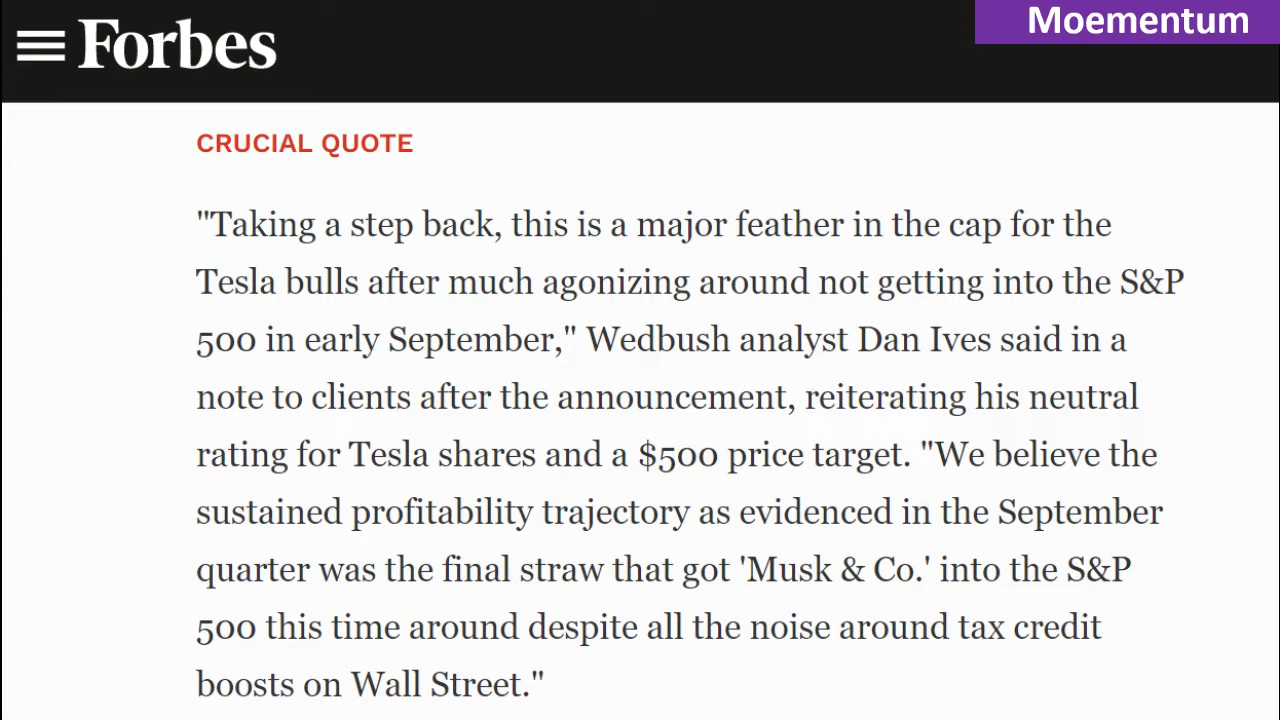 Moementum
Forbes
CRUCIAL QUOTE
"Taking a step back, this is a major feather in the cap for the
Tesla bulls after much agonizing around not getting into the S&P
500 in early September," Wedbush analyst Dan Ives said in a
note to clients after the announcement, reiterating his neutral
rating for Tesla shares and a $500 price target. "We believe the
sustained profitability trajectory as evidenced in the September
quarter was the final straw that got 'Musk & Co.' into the S&P
500 this time around despite all the noise around tax credit
boosts on Wall Street."